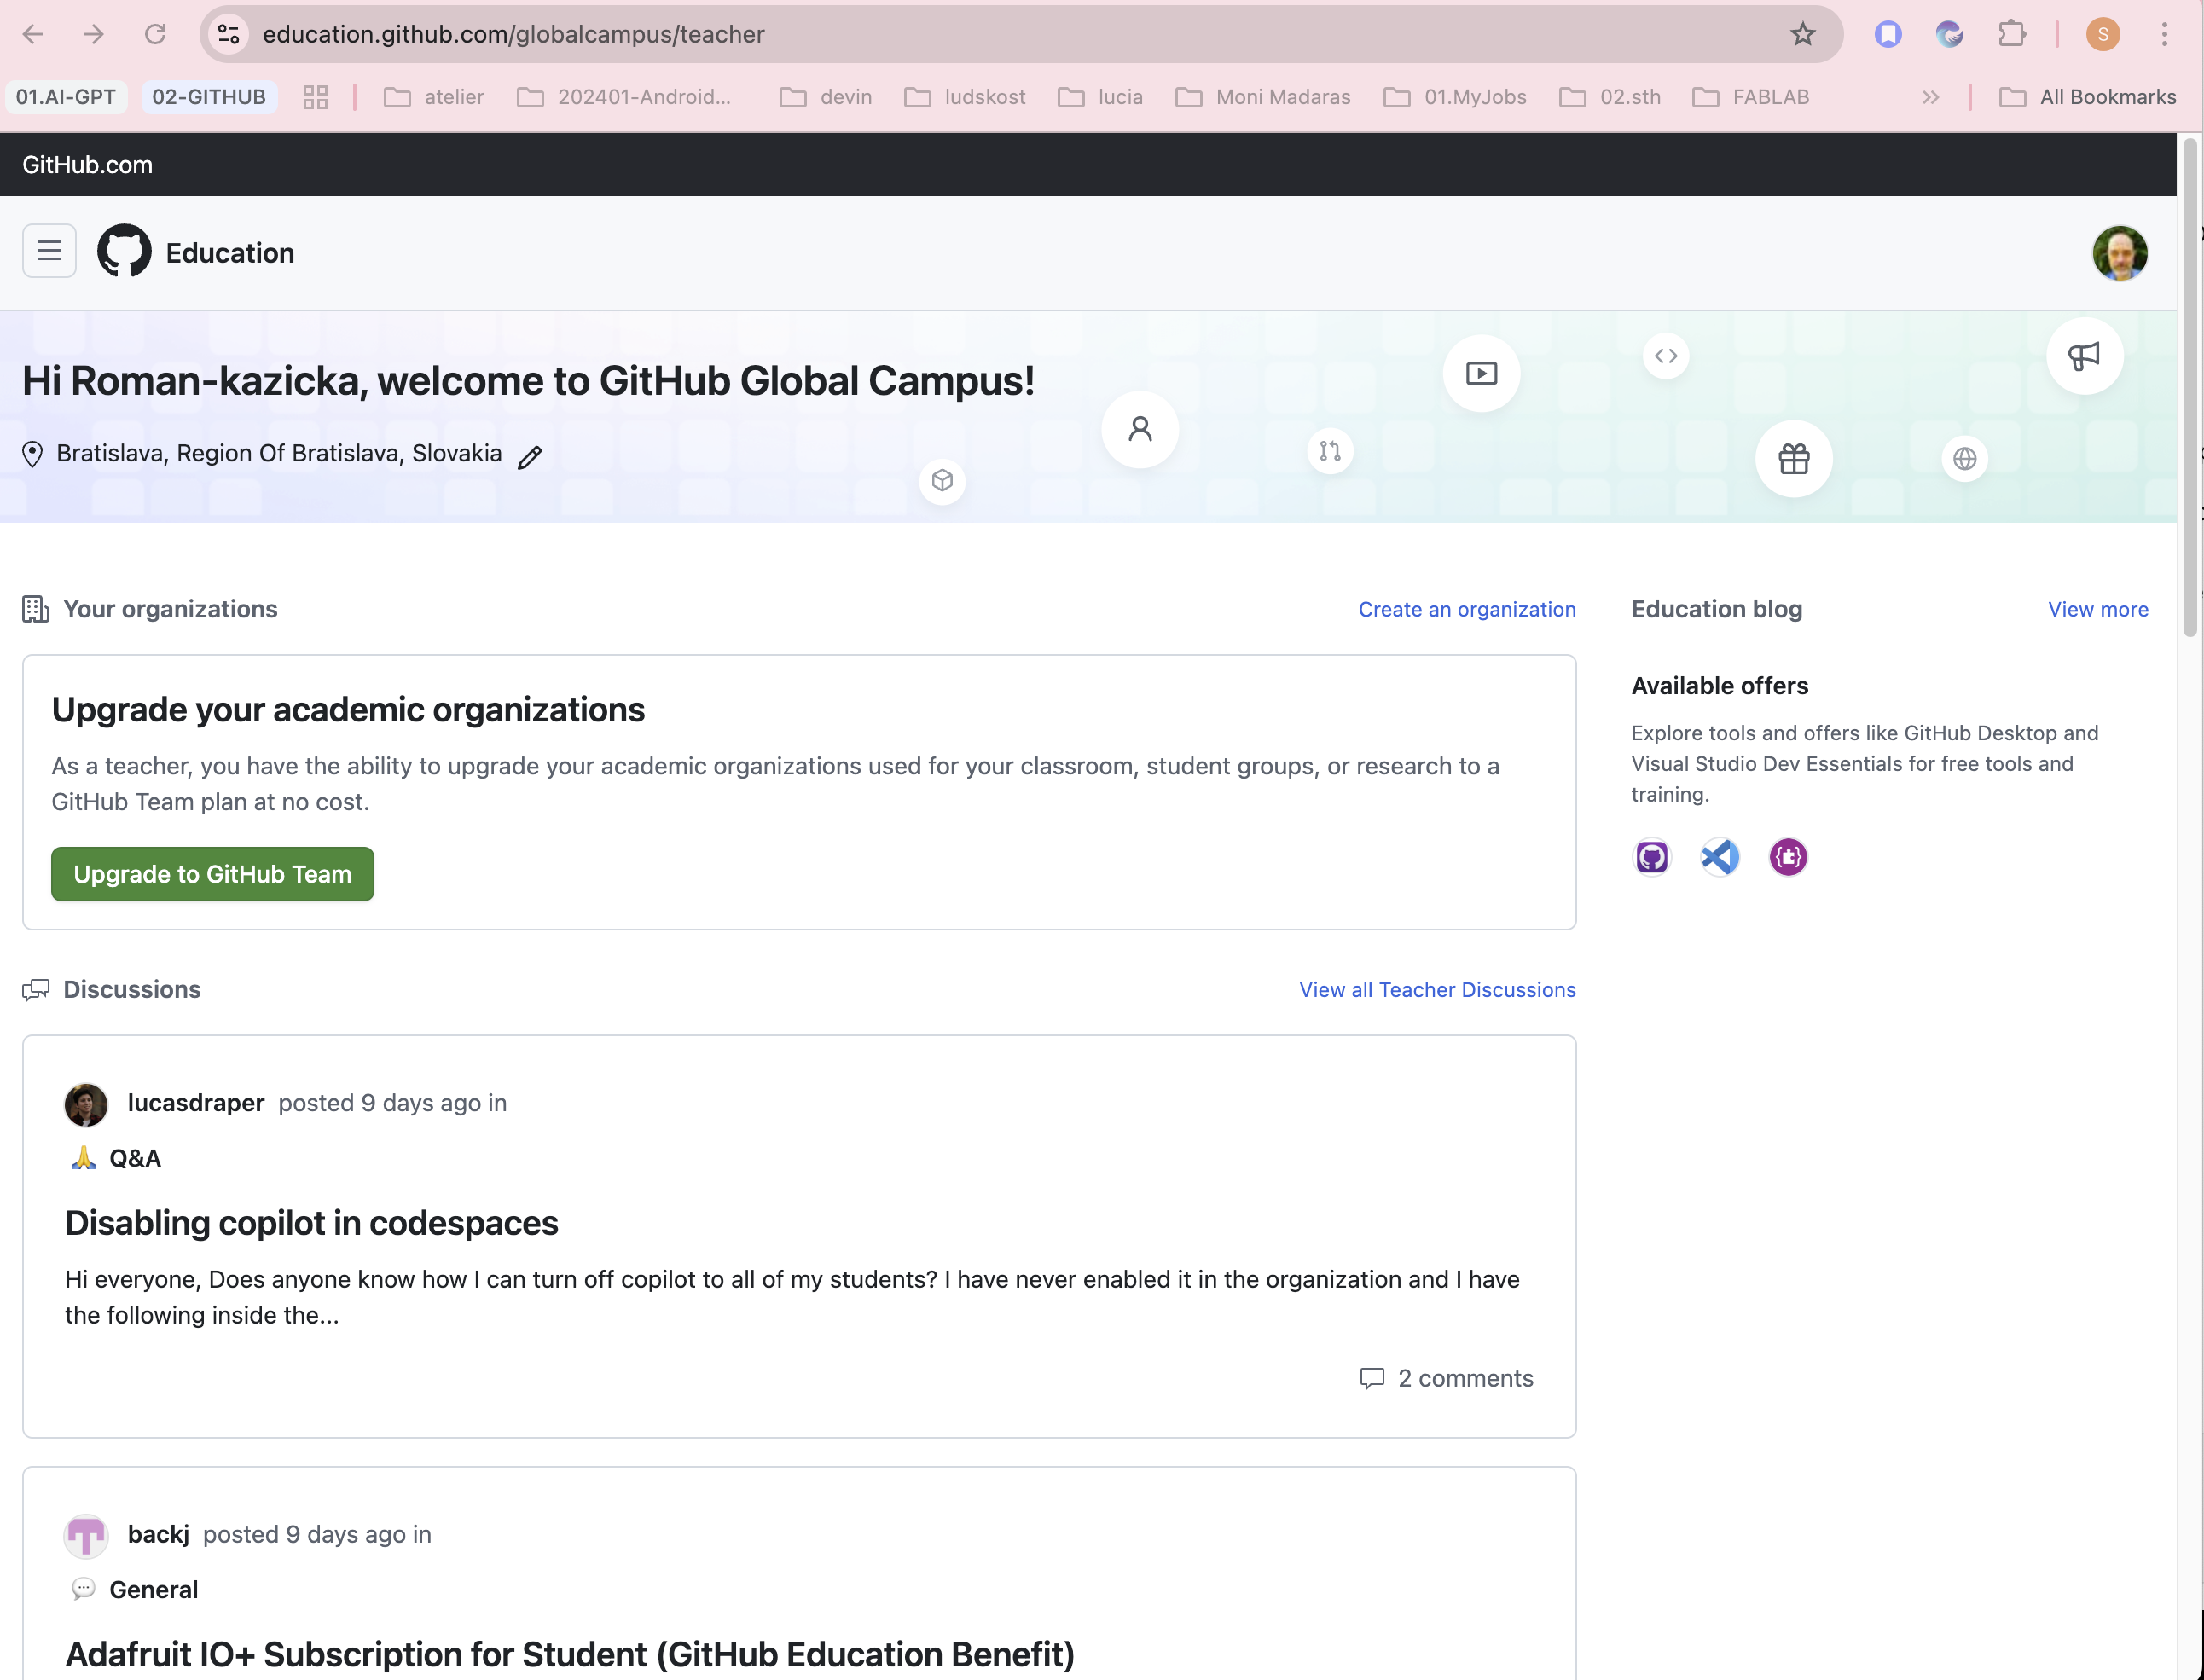 education.github.com/globalcampus/teacher
S
01.AI-GPT 02-GITHUB atelier 202401-Android... devin ludskost lucia Moni Madaras 01.MyJobs 02.sth FABLAB All Bookmarks
GitHub.com
Education
Hi Roman-kazicka, welcome to GitHub Global Campus!
Bratislava, Region Of Bratislava, Slovakia
Your organizations
Create an organization
Upgrade your academic organizations
As a teacher, you have the ability to upgrade your academic organizations used for your classroom, student groups, or research to a
GitHub Team plan at no cost.
Upgrade to GitHub Team
Education blog
View more
Available offers
Explore tools and offers like GitHub Desktop and
Visual Studio Dev Essentials for free tools and
training.
Discussions
View all Teacher Discussions
lucasdraper posted 9 days ago in
🙏 Q&A
Disabling copilot in codespaces
Hi everyone, Does anyone know how I can turn off copilot to all of my students? I have never enabled it in the organization and I have
the following inside the...
2 comments
backj posted 9 days ago in
💬 General
Adafruit IO+ Subscription for Student (GitHub Education Benefit)